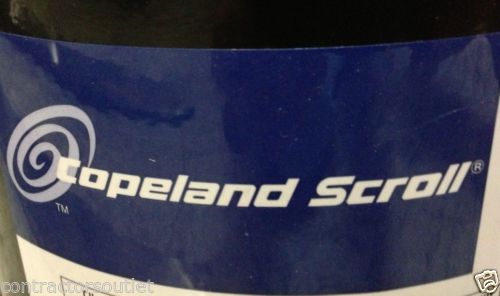 Copeland Scroll®
TM
contractorsoutlet